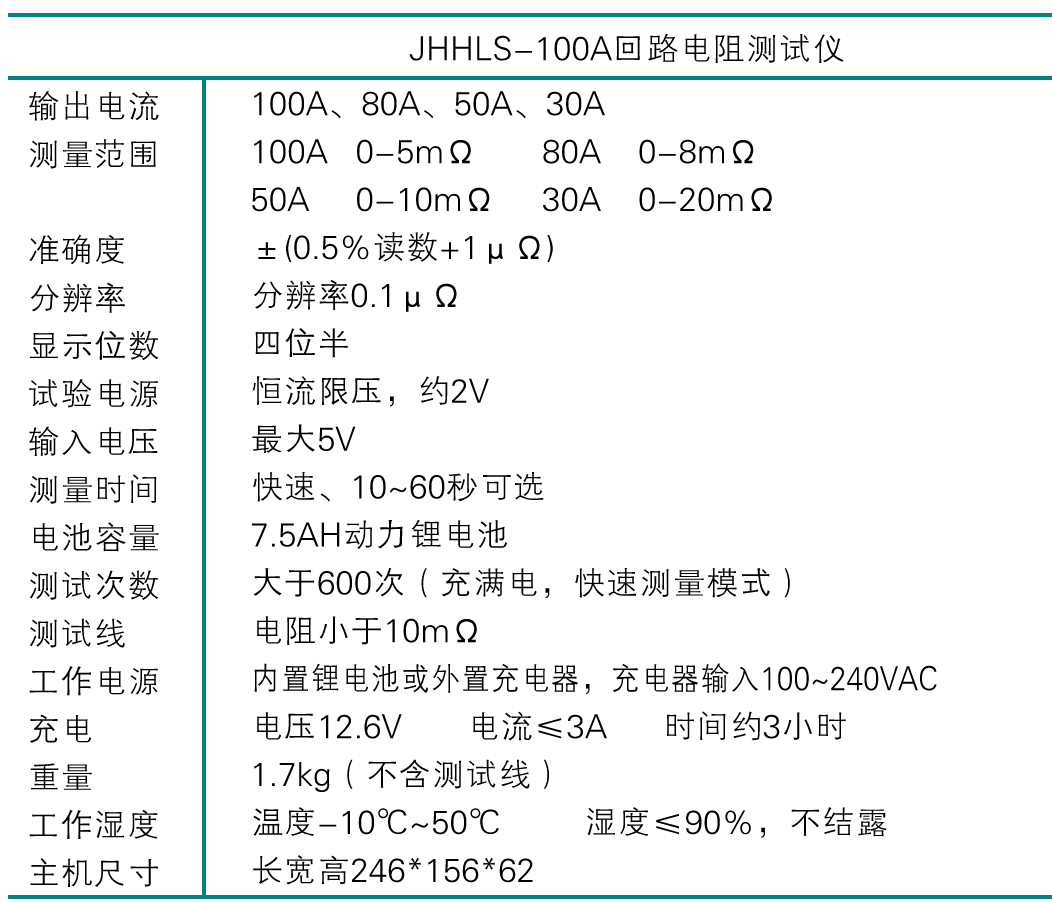 JHHLS-100A回路电阻测试仪
输出电流 100A、80A、50A、30A
测量范围 100A 0-5mΩ 80A 0-8mΩ
50A 0-10mΩ 30A 0-20mΩ
准确度 ±(0.5%读数+1μΩ)
分辨率 分辨率0.1μΩ
显示位数 四位半
试验电源 恒流限压，约2V
输入电压 最大5V
测量时间 快速、10~60秒可选
电池容量 7.5AH动力锂电池
测试次数 大于600次（充满电，快速测量模式）
测试线 电阻小于10mΩ
工作电源 内置锂电池或外置充电器，充电器输入100~240VAC
充电 电压12.6V 电流≤3A 时间约3小时
重量 1.7kg（不含测试线）
工作湿度 温度-10℃~50℃ 湿度≤90%，不结露
主机尺寸 长宽高246*156*62